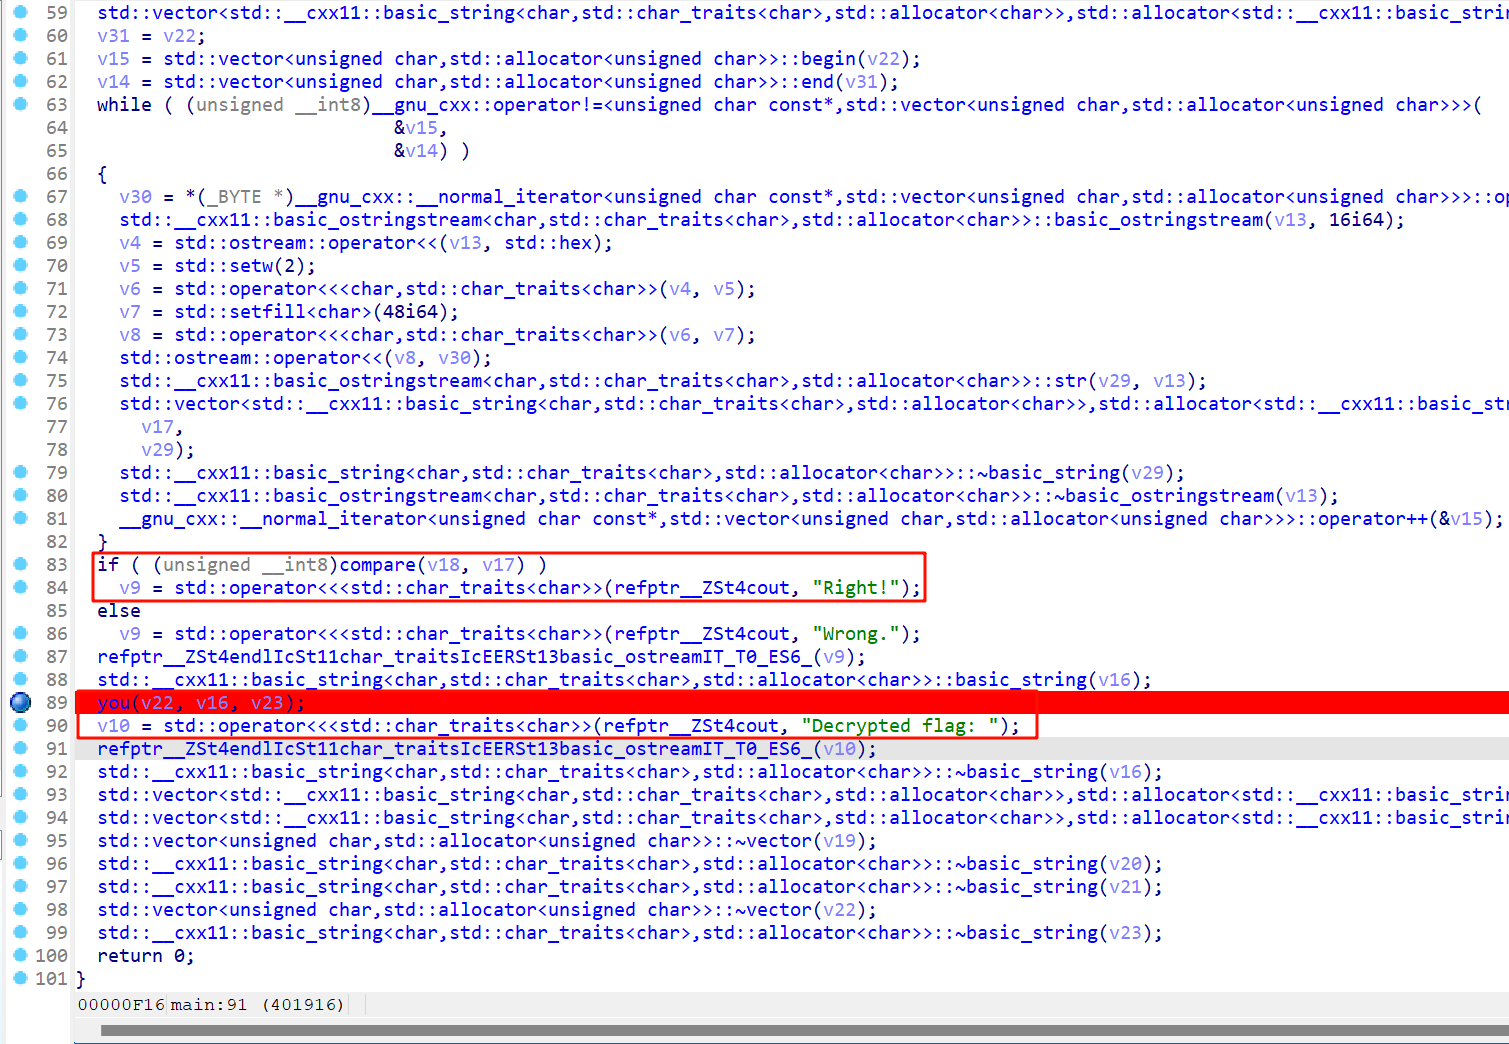 59 std::vector<std::__cxx11::basic_string<char,std::char_traits<char>,std::allocator<char>>,std::allocator<std::__cxx11::basic_strin
60 v31 = v22;
61 v15 = std::vector<unsigned char,std::allocator<unsigned char>>::begin(v22);
62 v14 = std::vector<unsigned char,std::allocator<unsigned char>>::end(v31);
63 while ( (unsigned __int8)__gnu_cxx::operator!=<unsigned char const*,std::vector<unsigned char,std::allocator<unsigned char>>>(
64 &v15,
65 &v14) )
66 {
67 v30 = *(_BYTE *)__gnu_cxx::__normal_iterator<unsigned char const*,std::vector<unsigned char,std::allocator<unsigned char>>>::op
68 std::__cxx11::basic_ostringstream<char,std::char_traits<char>,std::allocator<char>>::basic_ostringstream(v13, 16i64);
69 v4 = std::ostream::operator<<(v13, std::hex);
70 v5 = std::setw(2);
71 v6 = std::operator<<<char,std::char_traits<char>>(v4, v5);
72 v7 = std::setfill<char>(48i64);
73 v8 = std::operator<<<char,std::char_traits<char>>(v6, v7);
74 std::ostream::operator<<(v8, v30);
75 std::__cxx11::basic_ostringstream<char,std::char_traits<char>,std::allocator<char>>::str(v29, v13);
76 std::vector<std::__cxx11::basic_string<char,std::char_traits<char>,std::allocator<char>>,std::allocator<std::__cxx11::basic_str
77 v17,
78 v29);
79 std::__cxx11::basic_string<char,std::char_traits<char>,std::allocator<char>>::~basic_string(v29);
80 std::__cxx11::basic_ostringstream<char,std::char_traits<char>,std::allocator<char>>::~basic_ostringstream(v13);
81 __gnu_cxx::__normal_iterator<unsigned char const*,std::vector<unsigned char,std::allocator<unsigned char>>>::operator++(&v15);
82 }
83 if ( (unsigned __int8)compare(v18, v17) )
84 v9 = std::operator<<<std::char_traits<char>>(refptr__ZSt4cout, "Right!");
85 else
86 v9 = std::operator<<<std::char_traits<char>>(refptr__ZSt4cout, "Wrong.");
87 refptr__ZSt4endlIcSt11char_traitsIcEERSt13basic_ostreamIT_T0_ES6_(v9);
88 std::__cxx11::basic_string<char,std::char_traits<char>,std::allocator<char>>::basic_string(v16);
89 you(v22, v16, v23);
90 v10 = std::operator<<<std::char_traits<char>>(refptr__ZSt4cout, "Decrypted flag: ");
91 refptr__ZSt4endlIcSt11char_traitsIcEERSt13basic_ostreamIT_T0_ES6_(v10);
92 std::__cxx11::basic_string<char,std::char_traits<char>,std::allocator<char>>::~basic_string(v16);
93 std::vector<std::__cxx11::basic_string<char,std::char_traits<char>,std::allocator<char>>,std::allocator<std::__cxx11::basic_strin
94 std::vector<std::__cxx11::basic_string<char,std::char_traits<char>,std::allocator<char>>,std::allocator<std::__cxx11::basic_strin
95 std::vector<unsigned char,std::allocator<unsigned char>>::~vector(v19);
96 std::__cxx11::basic_string<char,std::char_traits<char>,std::allocator<char>>::~basic_string(v20);
97 std::__cxx11::basic_string<char,std::char_traits<char>,std::allocator<char>>::~basic_string(v21);
98 std::vector<unsigned char,std::allocator<unsigned char>>::~vector(v22);
99 std::__cxx11::basic_string<char,std::char_traits<char>,std::allocator<char>>::~basic_string(v23);
100 return 0;
101 }
00000F16 main:91 (401916)